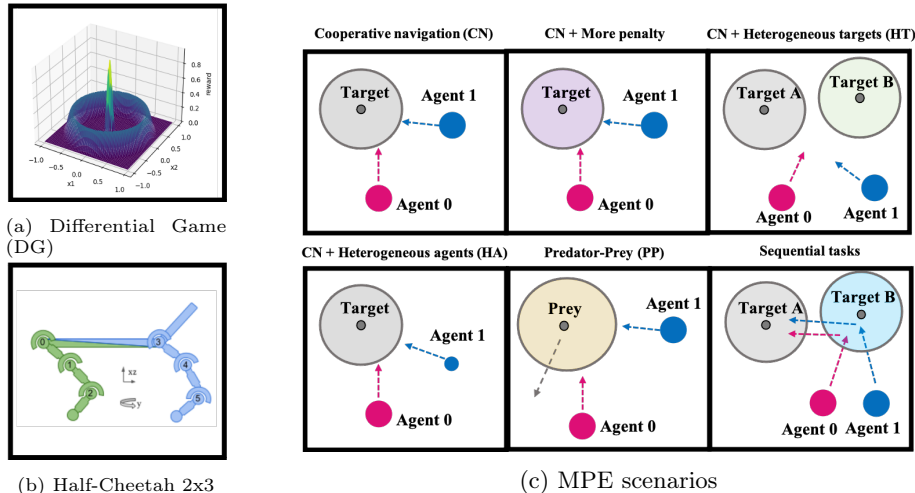 0.8
0.6
0.4
0.2
0.0
reward
-1.0
-0.5
0.0
0.5
1.0
x1
-1.0
-0.5
0.0
0.5
1.0
x2
(a) Differential Game
(DG)
0
1
2
3
4
5
xz
y
(b) Half-Cheetah 2x3
Cooperative navigation (CN)
Target
Agent 1
Agent 0
CN + More penalty
Target
Agent 1
Agent 0
CN + Heterogeneous targets (HT)
Target A
Target B
Agent 0
Agent 1
CN + Heterogeneous agents (HA)
Target
Agent 1
Agent 0
Predator-Prey (PP)
Prey
Agent 1
Agent 0
Sequential tasks
Target A
Target B
Agent 0
Agent 1
(c) MPE scenarios